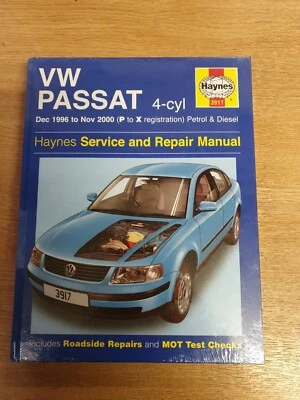 VW
PASSAT 4-cyl
Haynes
3917
Dec 1996 to Nov 2000 (P to X registration) Petrol & Diesel
Haynes Service and Repair Manual
3917
Includes Roadside Repairs and MOT Test Checks